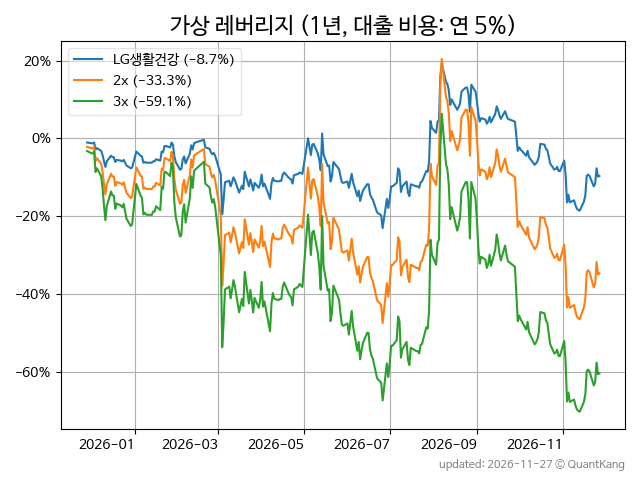 가상 레버리지 (1년, 대출 비용: 연 5%)
LG생활건강 (−8.7%)
2x (−33.3%)
3x (−59.1%)
20%
0%
−20%
−40%
−60%
2026-01 2026-03 2026-05 2026-07 2026-09 2026-11
updated: 2026-11-27 © QuantKang